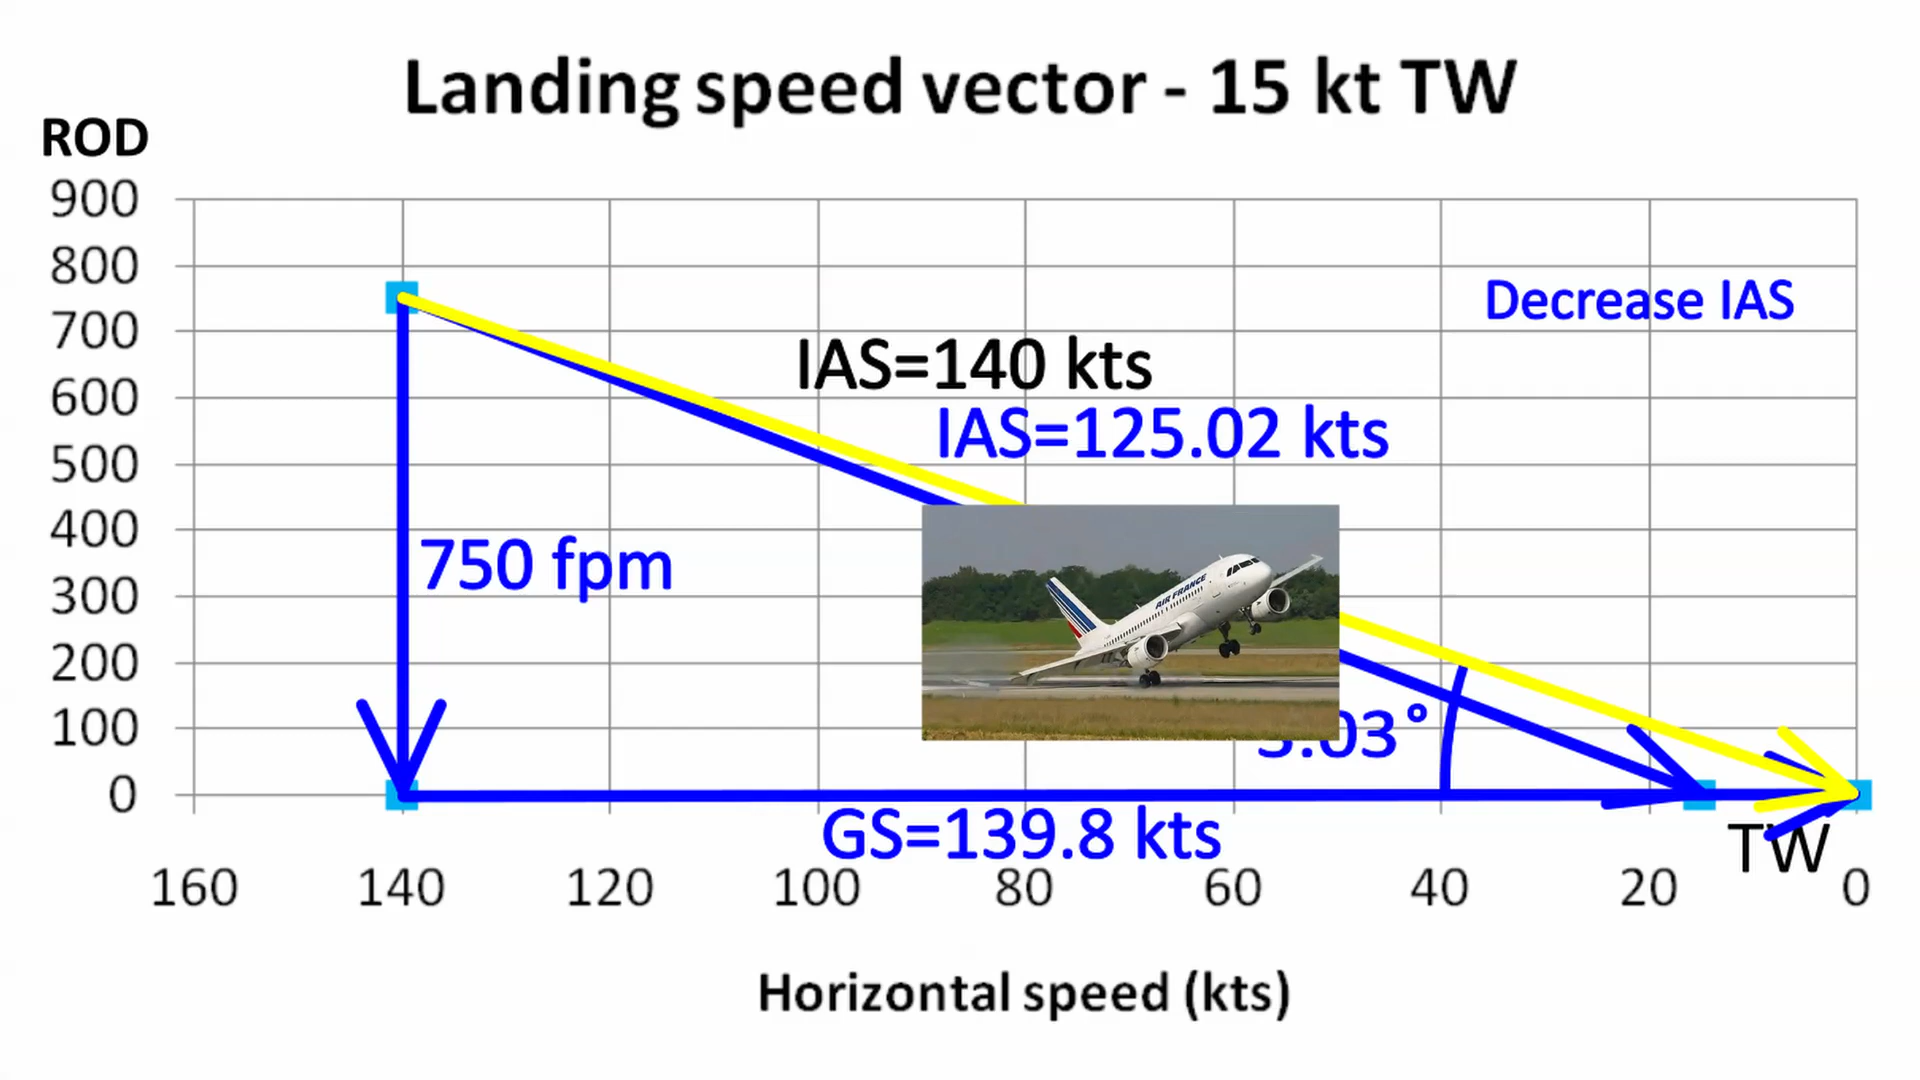 Landing speed vector - 15 kt TW
ROD
900
800
700
600
500
400
300
200
100
0
Decrease IAS
IAS=140 kts
IAS=125.02 kts
750 fpm
AIR FRANCE
GS=139.8 kts
TW
160 140 120 100 80 60 40 20 0
Horizontal speed (kts)